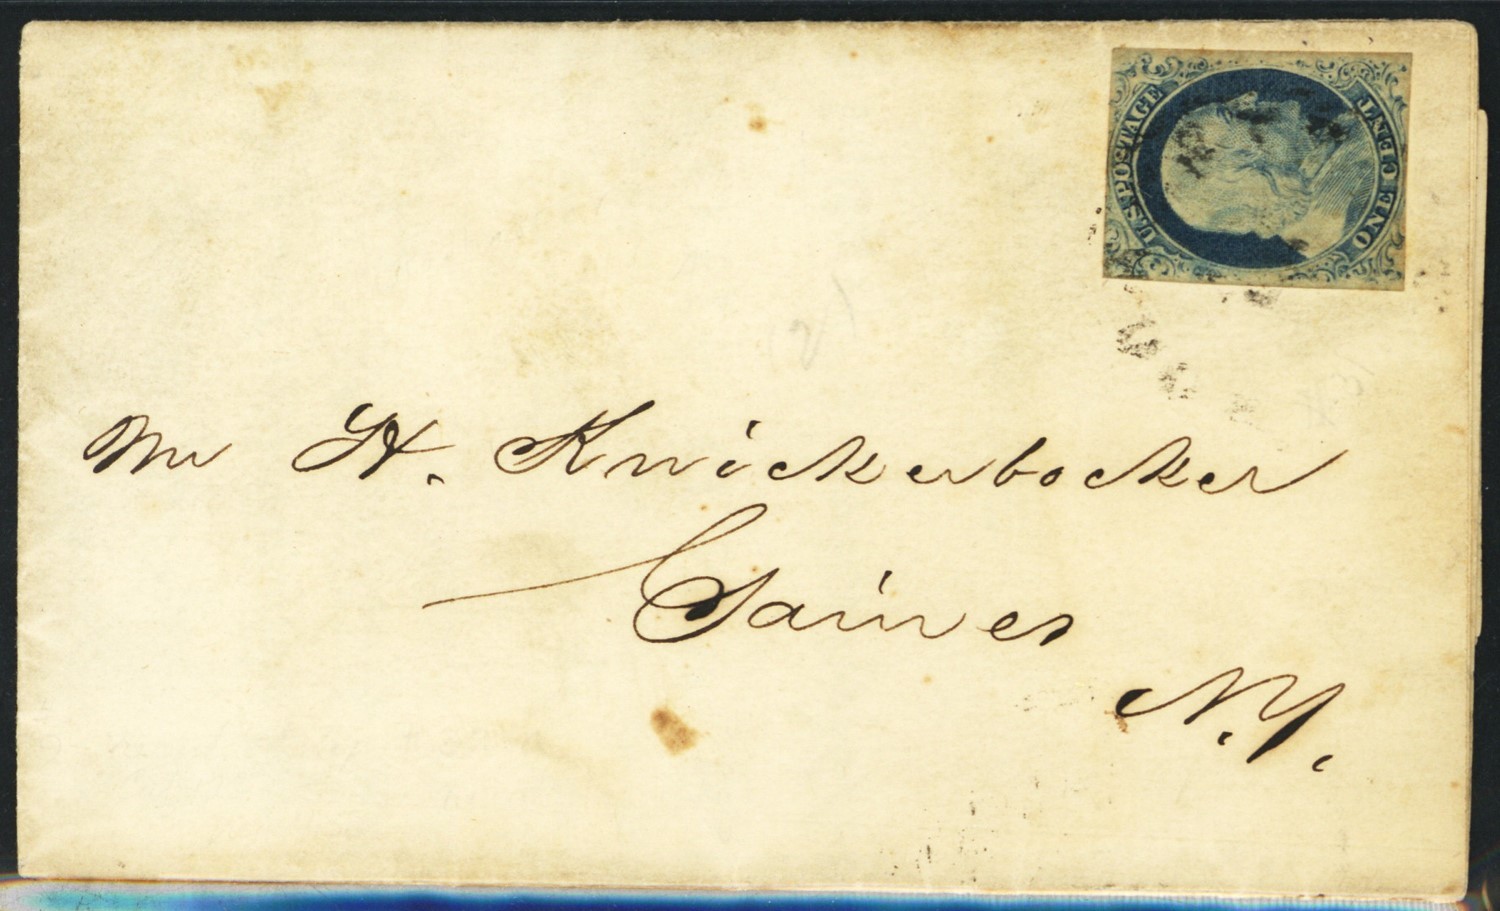 U.S. POSTAGE
ONE CENT
Mr H. Knickerbocker
Gaines
N.Y.